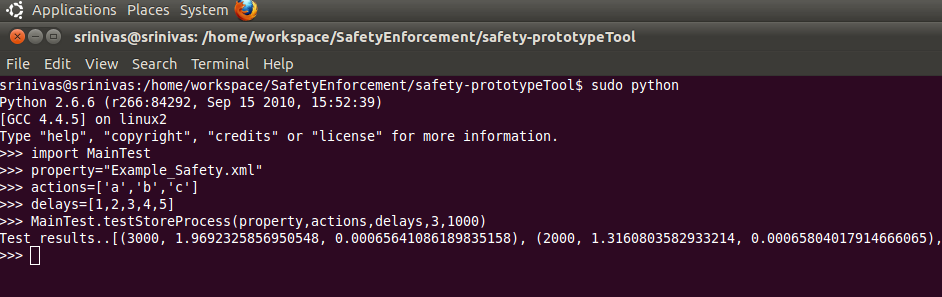 Applications Places System
srinivas@srinivas: /home/workspace/SafetyEnforcement/safety-prototypeTool
File Edit View Search Terminal Help
srinivas@srinivas:/home/workspace/SafetyEnforcement/safety-prototypeTool$ sudo python
Python 2.6.6 (r266:84292, Sep 15 2010, 15:52:39)
[GCC 4.4.5] on linux2
Type "help", "copyright", "credits" or "license" for more information.
>>> import MainTest
>>> property="Example_Safety.xml"
>>> actions=['a','b','c']
>>> delays=[1,2,3,4,5]
>>> MainTest.testStoreProcess(property,actions,delays,3,1000)
Test_results..[(3000, 1.9692325856950548, 0.00065641086189835158), (2000, 1.3160803582933214, 0.00065804017914666065),
>>>